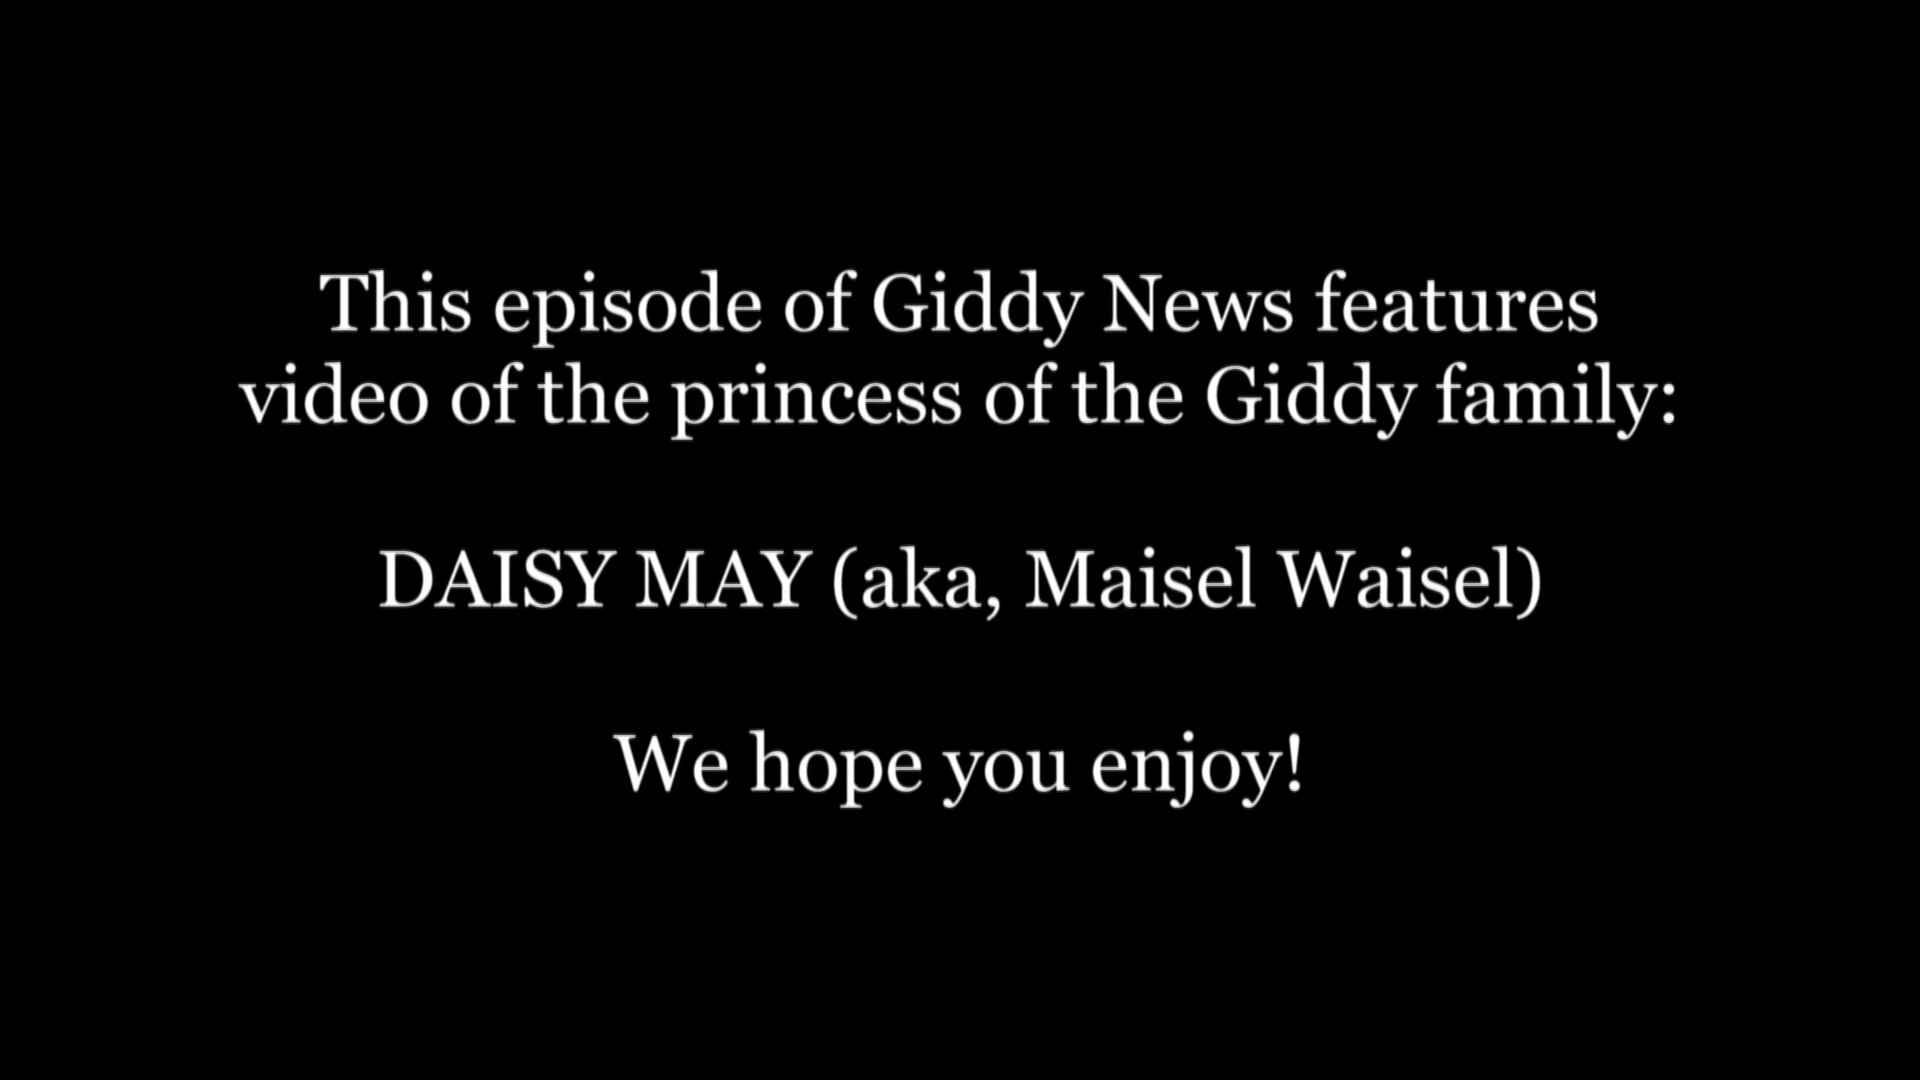 This episode of Giddy News features
video of the princess of the Giddy family:
DAISY MAY (aka, Maisel Waisel)
We hope you enjoy!